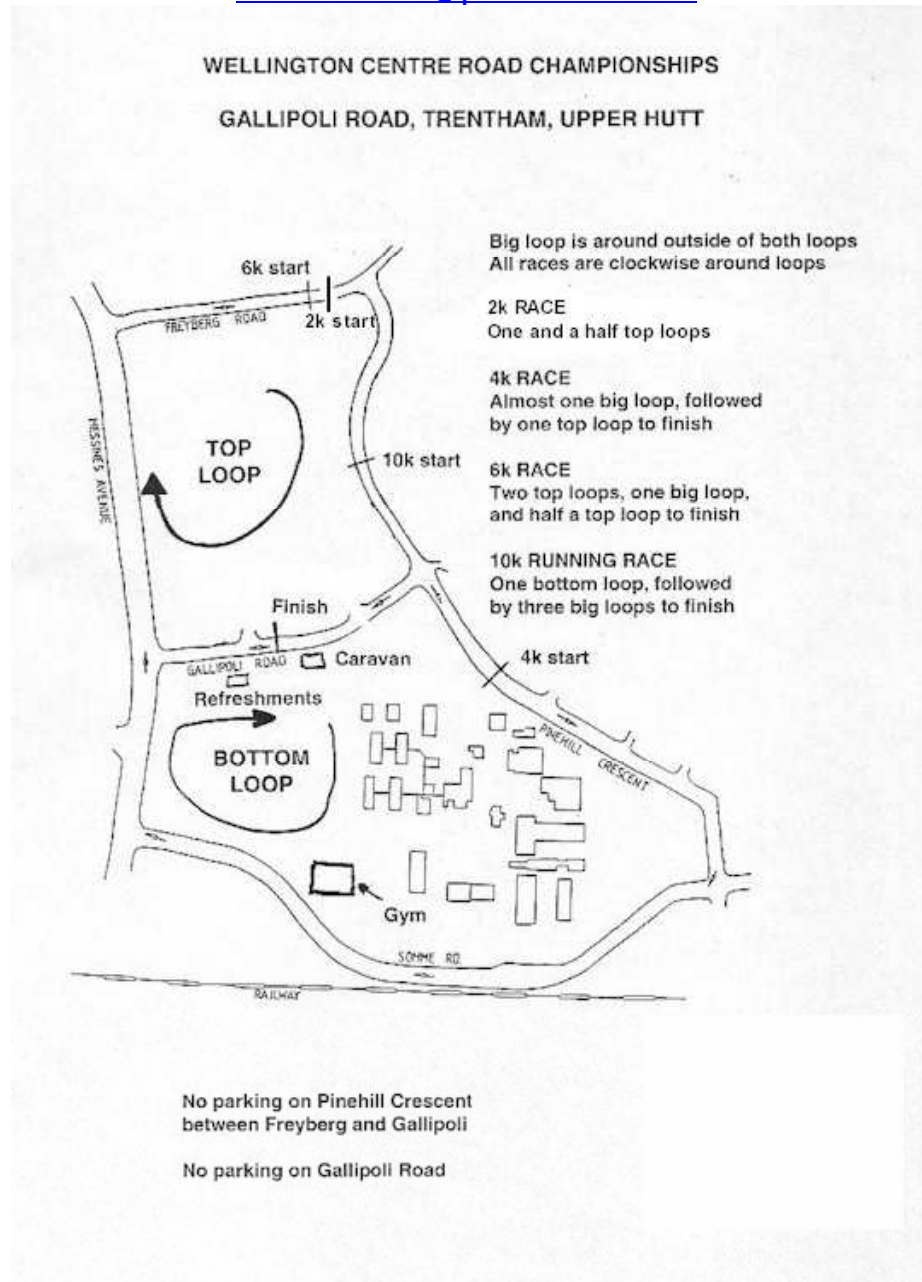 WELLINGTON CENTRE ROAD CHAMPIONSHIPS
GALLIPOLI ROAD, TRENTHAM, UPPER HUTT
Big loop is around outside of both loops
All races are clockwise around loops
6k start
2k start
FREYBERG ROAD
2k RACE
One and a half top loops
4k RACE
Almost one big loop, followed
by one top loop to finish
MESSINES AVENUE
TOP
LOOP
10k start
6k RACE
Two top loops, one big loop,
and half a top loop to finish
10k RUNNING RACE
One bottom loop, followed
by three big loops to finish
Finish
GALLIPOLI ROAD
Caravan
4k start
Refreshments
BOTTOM
LOOP
PINEHILL CRESCENT
Gym
SOMME RD
RAILWAY
No parking on Pinehill Crescent
between Freyberg and Gallipoli
No parking on Gallipoli Road